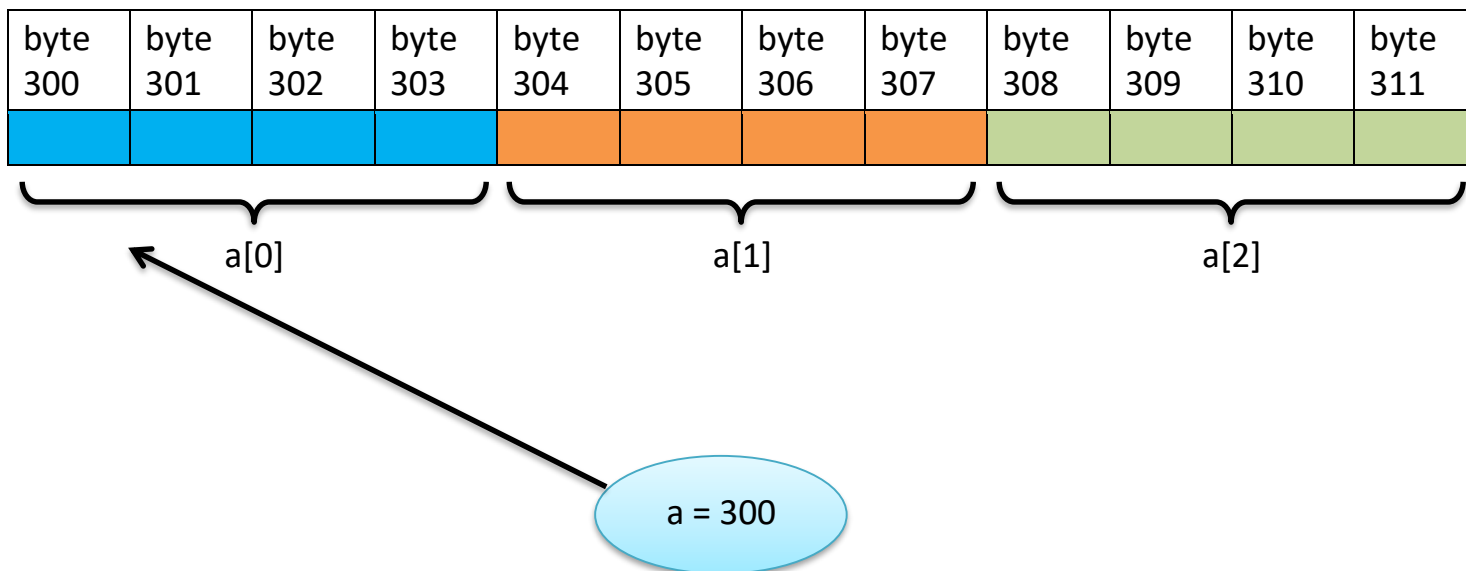 byte byte byte byte byte byte byte byte byte byte byte byte
300 301 302 303 304 305 306 307 308 309 310 311
a[0] a[1] a[2]
a = 300